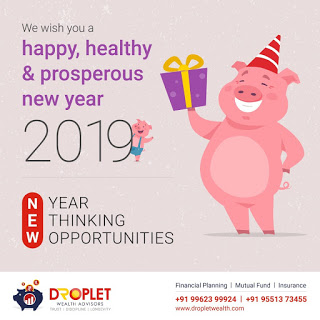 We wish you a
happy, healthy
& prosperous
new year
2019
NEW
YEAR
THINKING
OPPORTUNITIES
DROPLET
WEALTH ADVISORS
TRUST | DISCIPLINE | LONGEVITY
Financial Planning | Mutual Fund | Insurance
+91 99623 99924 | +91 95513 73455
www.dropletwealth.com